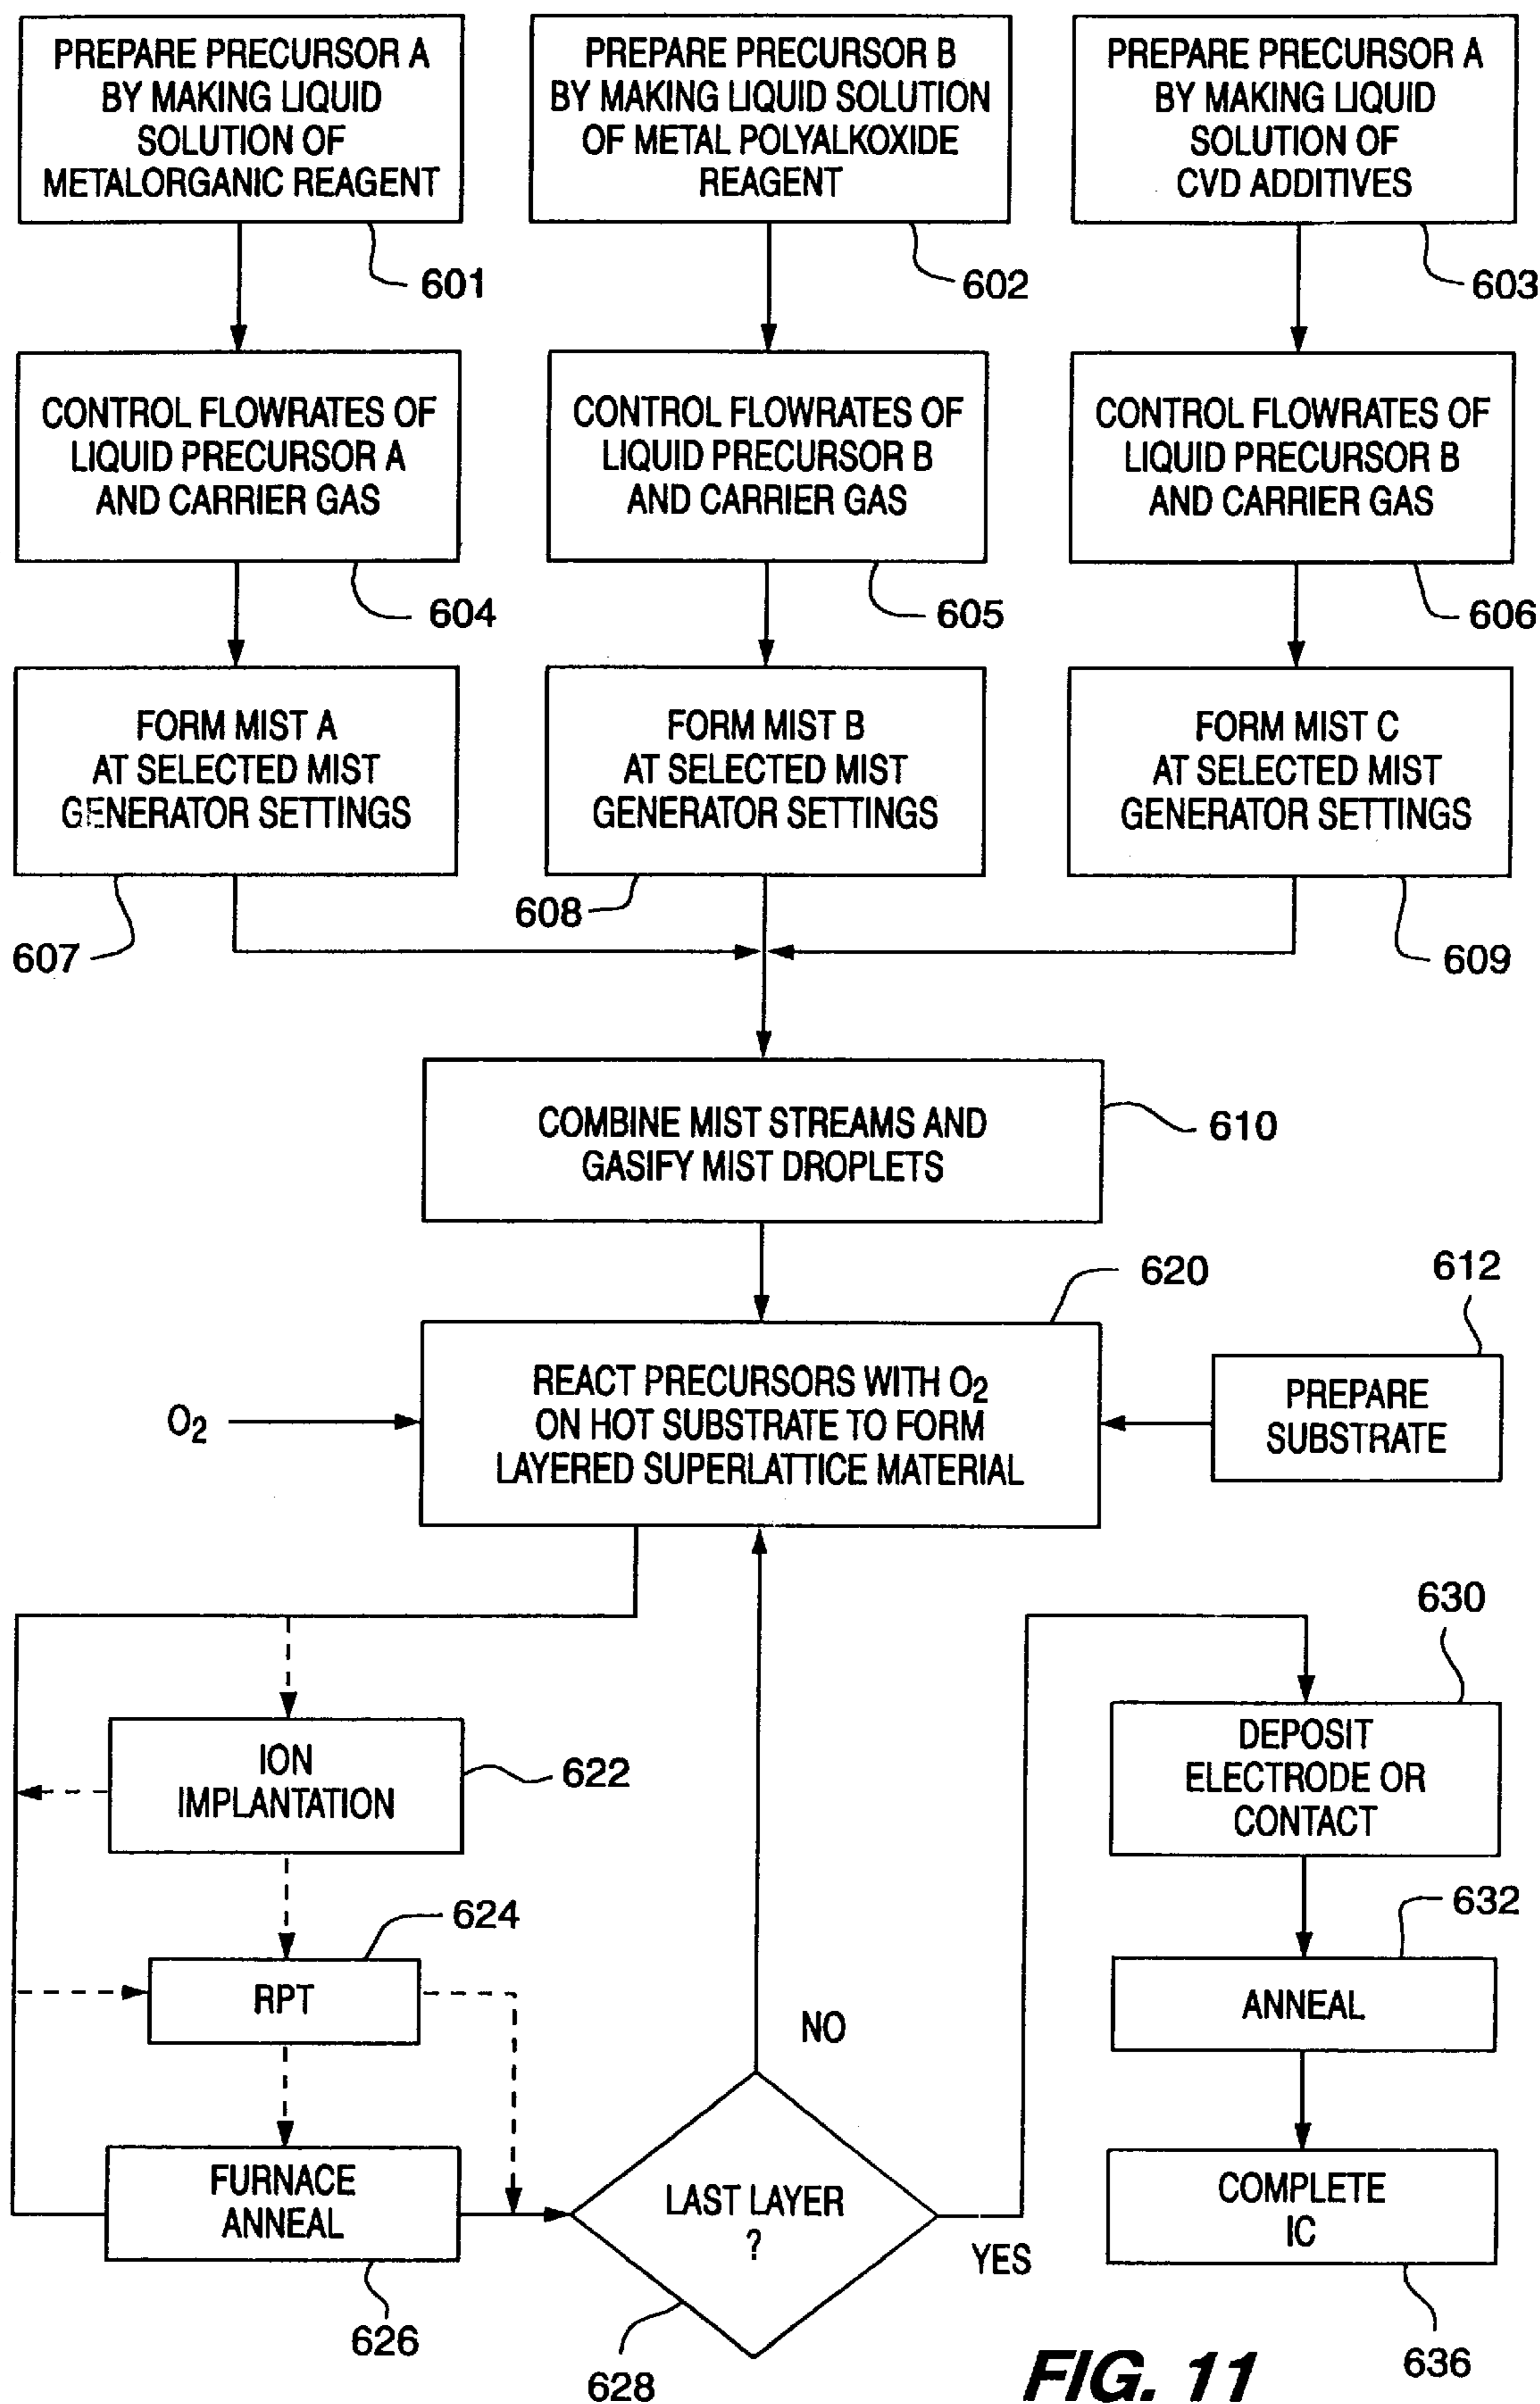 PREPARE PRECURSOR A
BY MAKING LIQUID
SOLUTION OF
METALORGANIC REAGENT
601
PREPARE PRECURSOR B
BY MAKING LIQUID SOLUTION
OF METAL POLYALKOXIDE
REAGENT
602
PREPARE PRECURSOR A
BY MAKING LIQUID
SOLUTION OF
CVD ADDITIVES
603
CONTROL FLOWRATES OF
LIQUID PRECURSOR A
AND CARRIER GAS
604
CONTROL FLOWRATES OF
LIQUID PRECURSOR B
AND CARRIER GAS
605
CONTROL FLOWRATES OF
LIQUID PRECURSOR B
AND CARRIER GAS
606
FORM MIST A
AT SELECTED MIST
GENERATOR SETTINGS
607
FORM MIST B
AT SELECTED MIST
GENERATOR SETTINGS
608
FORM MIST C
AT SELECTED MIST
GENERATOR SETTINGS
609
COMBINE MIST STREAMS AND
GASIFY MIST DROPLETS
610
620
612
O2
REACT PRECURSORS WITH O2
ON HOT SUBSTRATE TO FORM
LAYERED SUPERLATTICE MATERIAL
PREPARE
SUBSTRATE
ION
IMPLANTATION
622
624
RPT
FURNACE
ANNEAL
626
NO
LAST LAYER
?
YES
628
630
DEPOSIT
ELECTRODE OR
CONTACT
632
ANNEAL
COMPLETE
IC
636
FIG. 11